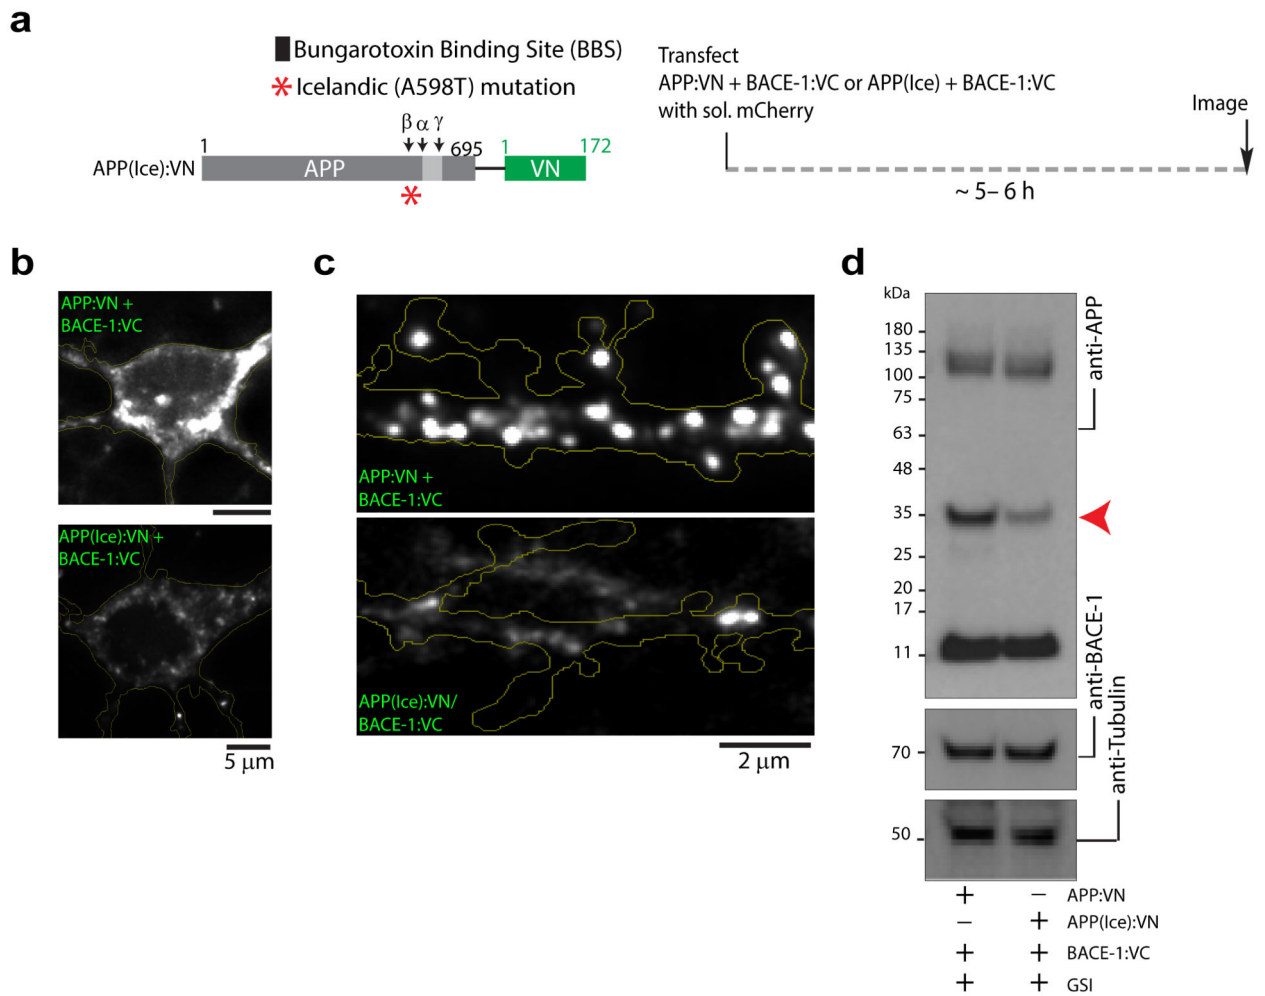 a
Bungarotoxin Binding Site (BBS)
* Icelandic (A598T) mutation
β α γ
1
695
1
172
APP(Ice):VN
APP
VN
*
Transfect
APP:VN + BACE-1:VC or APP(Ice) + BACE-1:VC
with sol. mCherry
Image
~ 5– 6 h
b
APP:VN +
BACE-1:VC
APP(Ice):VN +
BACE-1:VC
5 μm
c
APP:VN +
BACE-1:VC
APP(Ice):VN/
BACE-1:VC
2 μm
d
kDa
180
135
100
75
63
48
35
25
20
17
11
70
50
anti-APP
anti-BACE-1
anti-Tubulin
+ – APP:VN
– + APP(Ice):VN
+ + BACE-1:VC
+ + GSI